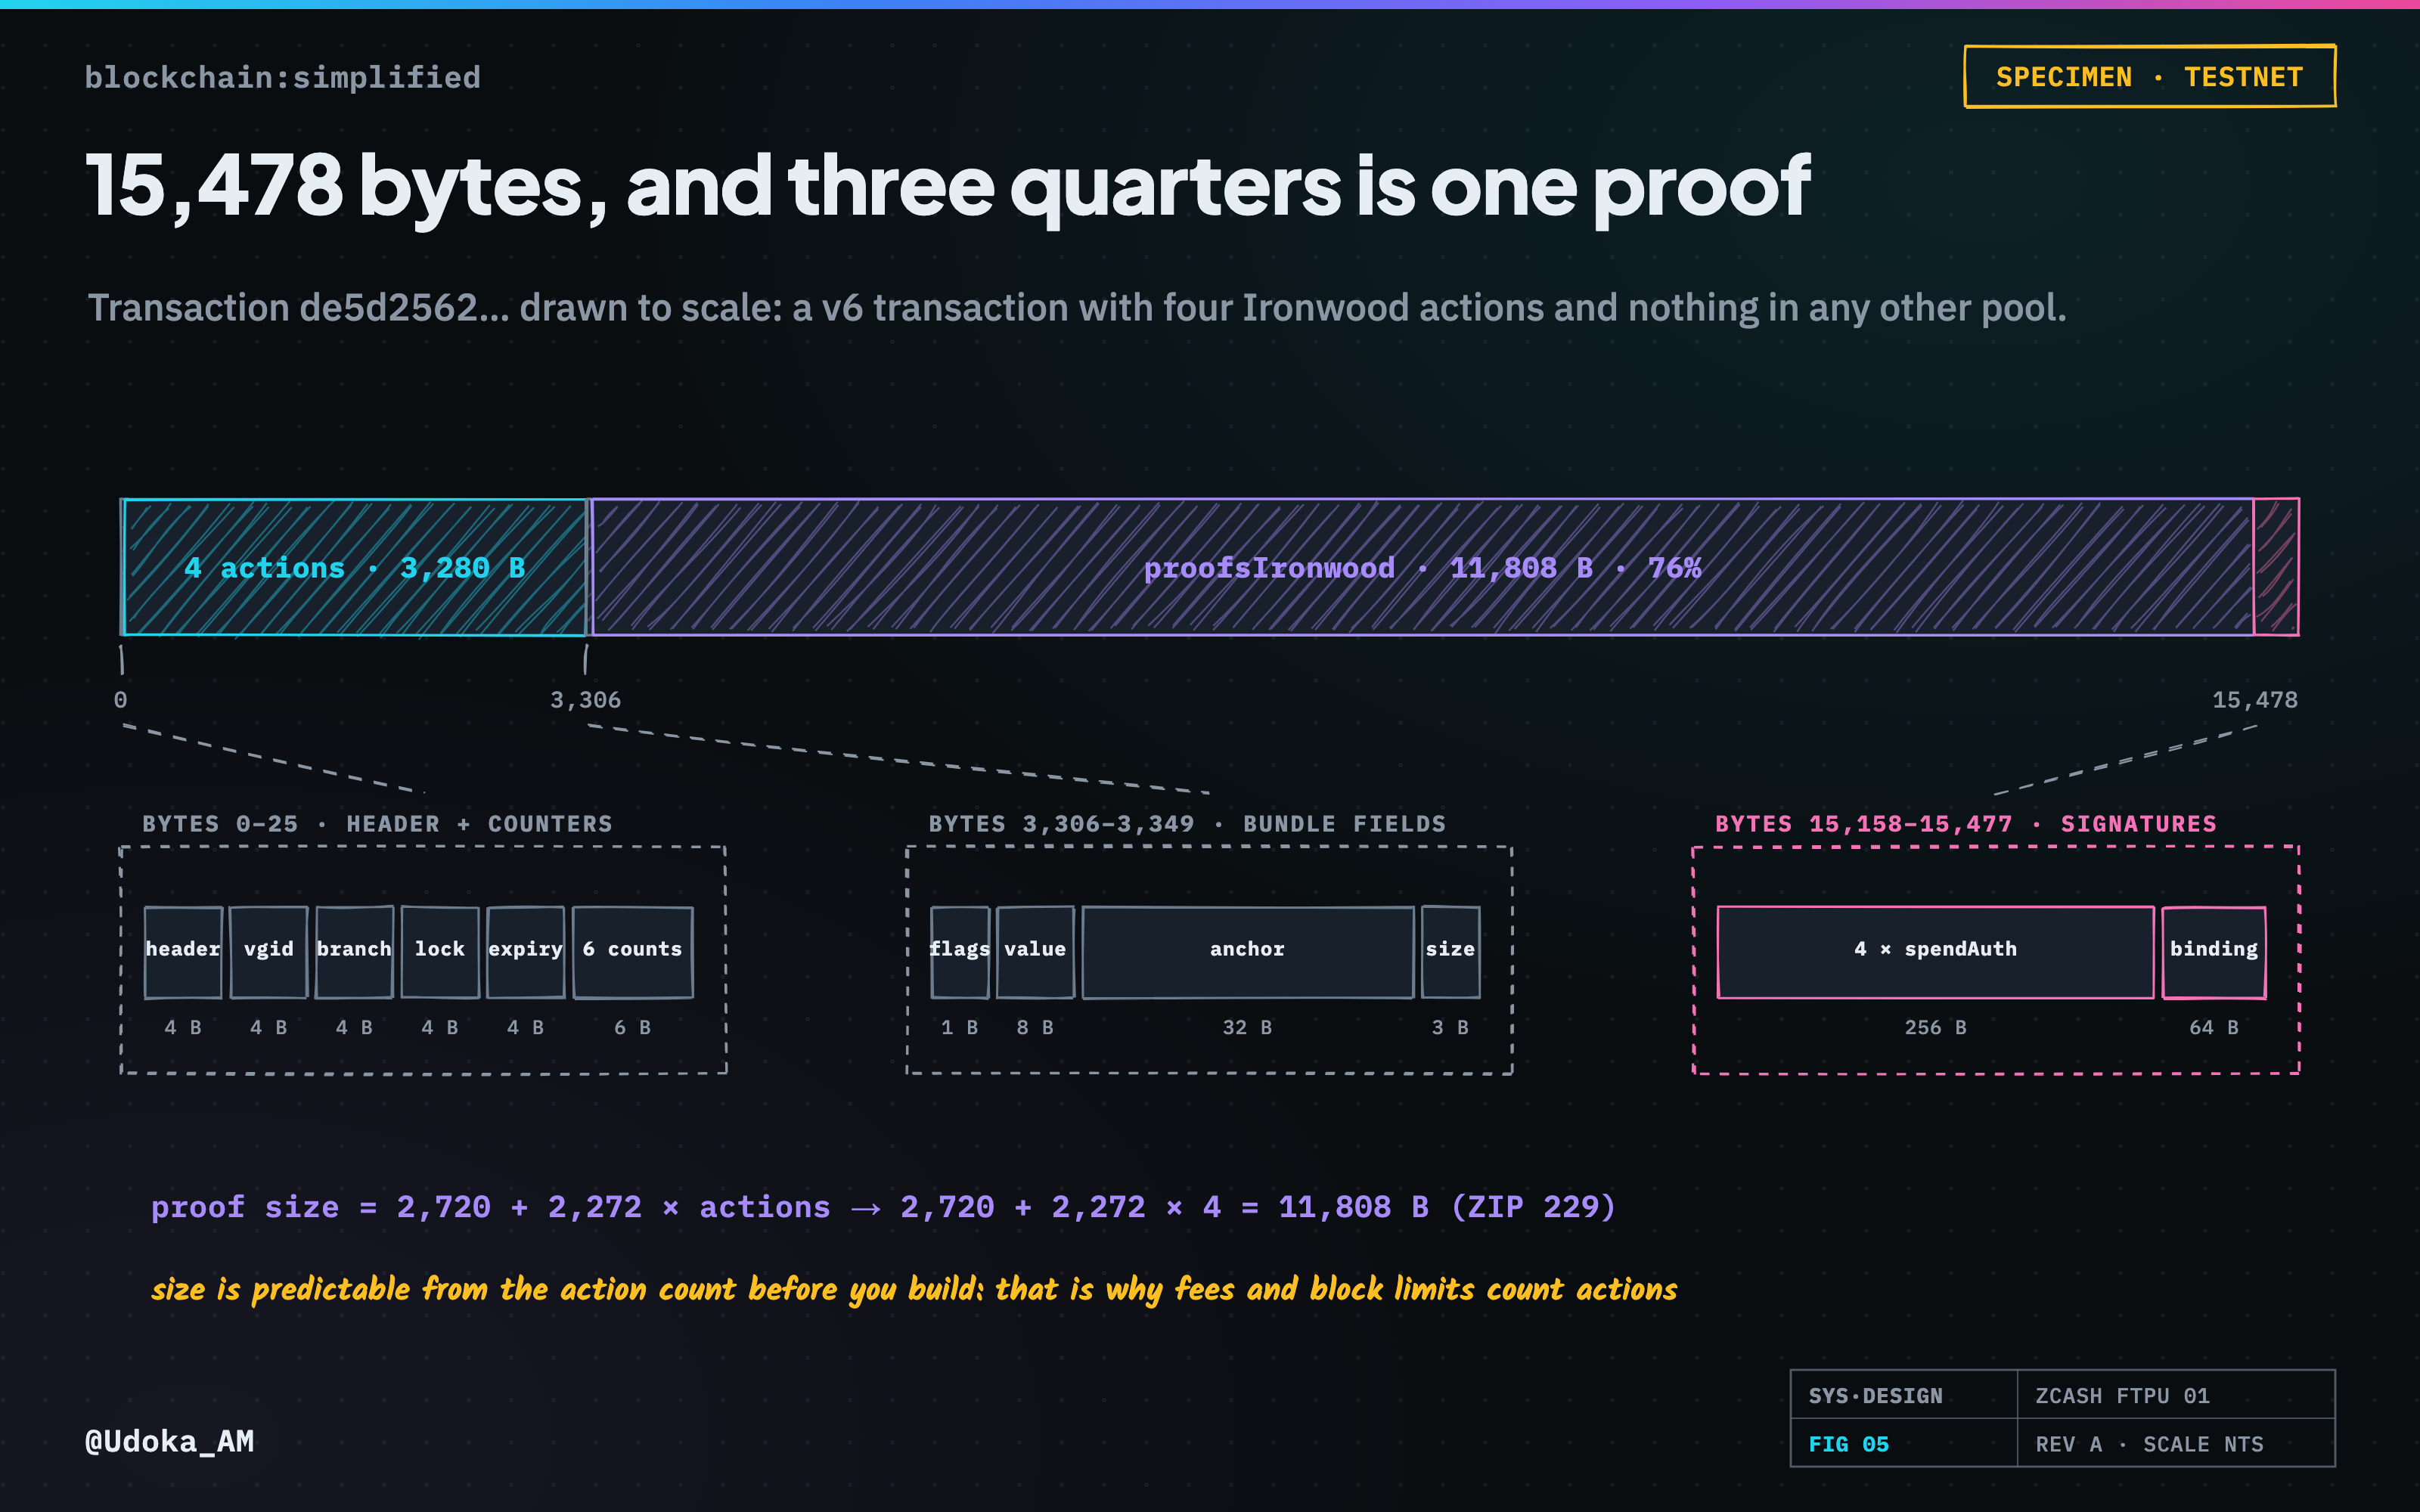 blockchain:simplified
SPECIMEN · TESTNET
15,478 bytes, and three quarters is one proof
Transaction de5d2562... drawn to scale: a v6 transaction with four Ironwood actions and nothing in any other pool.
4 actions · 3,280 B
proofsIronwood · 11,808 B · 76%
0
3,306
15,478
BYTES 0–25 · HEADER + COUNTERS
header
vgid
branch
lock
expiry
6 counts
4 B
4 B
4 B
4 B
4 B
6 B
BYTES 3,306–3,349 · BUNDLE FIELDS
flags
value
anchor
size
1 B
8 B
32 B
3 B
BYTES 15,158–15,477 · SIGNATURES
4 × spendAuth
binding
256 B
64 B
proof size = 2,720 + 2,272 × actions → 2,720 + 2,272 × 4 = 11,808 B (ZIP 229)
size is predictable from the action count before you build: that is why fees and block limits count actions
@Udoka_AM
SYS·DESIGN
ZCASH FTPU 01
FIG 05
REV A · SCALE NTS